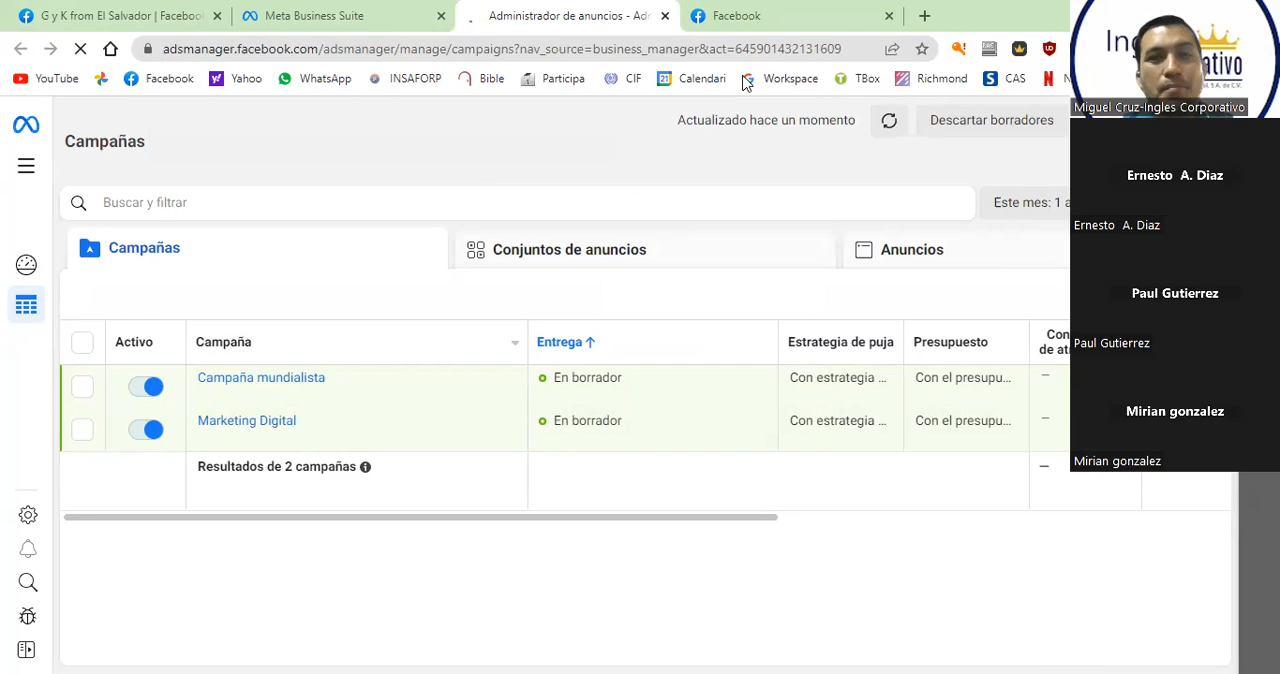 G y K from El Salvador | Facebook
Meta Business Suite
Administrador de anuncios - Adm
Facebook
adsmanager.facebook.com/adsmanager/manage/campaigns?nav_source=business_manager&act=645901432131609
YouTube
Facebook
Yahoo
WhatsApp
INSAFORP
Bible
Participa
CIF
Calendari
Workspace
TBox
Richmond
CAS
Miguel Cruz-Ingles Corporativo
Campañas
Actualizado hace un momento
Descartar borradores
Buscar y filtrar
Este mes: 1
Campañas
Conjuntos de anuncios
Anuncios
Activo
Campaña
Entrega
Estrategia de puja
Presupuesto
Con
de at
Campaña mundialista
En borrador
Con estrategia ...
Con el presupu...
—
Marketing Digital
En borrador
Con estrategia ...
Con el presupu...
—
Resultados de 2 campañas
—
Ernesto A. Diaz
Ernesto A. Diaz
Paul Gutierrez
Paul Gutierrez
Mirian gonzalez
Mirian gonzalez